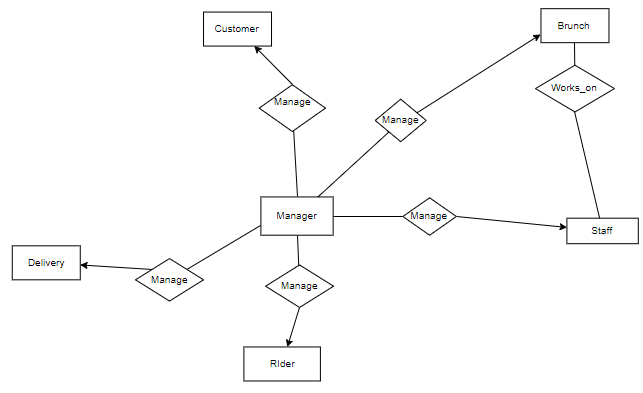 Customer
Brunch
Works_on
Manage
Manage
Manager
Manage
Staff
Delivery
Manage
Manage
RIder